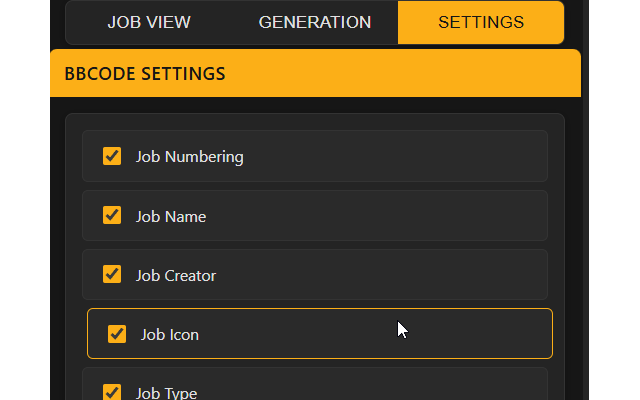 JOB VIEW GENERATION SETTINGS
BBCODE SETTINGS
Job Numbering
Job Name
Job Creator
Job Icon
Job Type